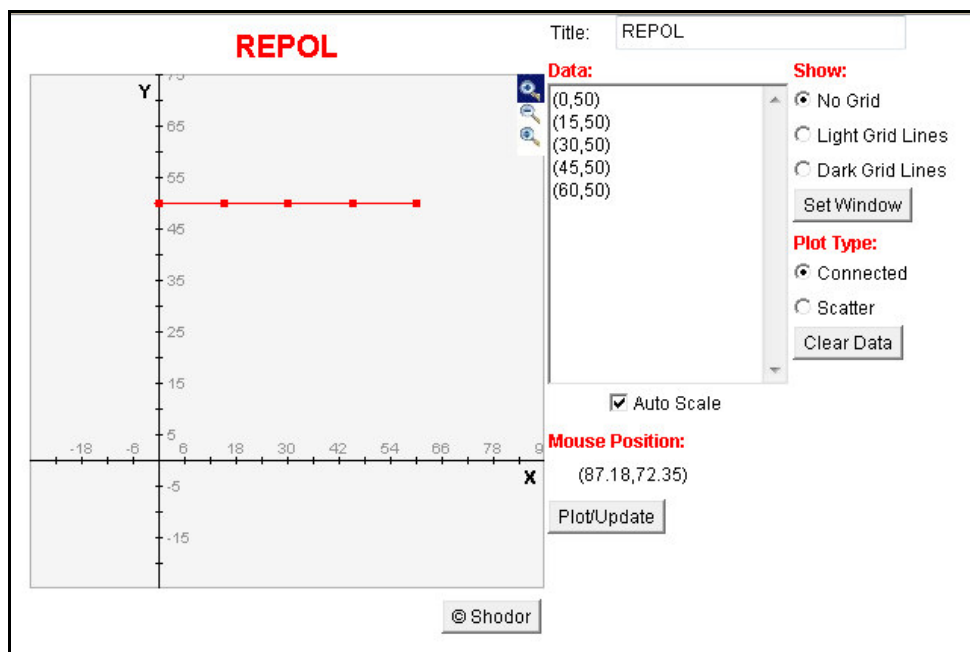 REPOL
Title: REPOL
Data:
(0,50)
(15,50)
(30,50)
(45,50)
(60,50)
Show:
No Grid
Light Grid Lines
Dark Grid Lines
Set Window
Plot Type:
Connected
Scatter
Clear Data
Auto Scale
Mouse Position:
(87.18,72.35)
Plot/Update
Y
75
65
55
45
35
25
15
5
-18 -6 6 18 30 42 54 66 78 9
X
-5
-15
© Shodor